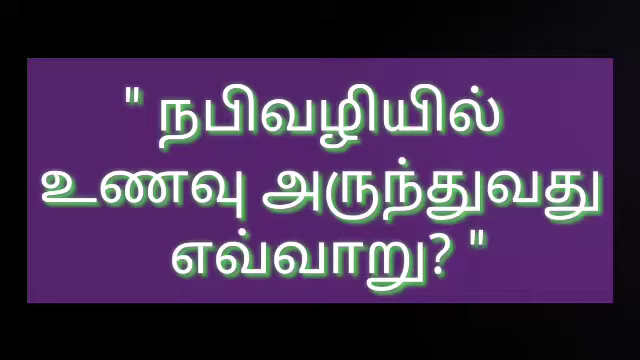 " நபிவழியில்
உணவு அருந்துவது
எவ்வாறு? "